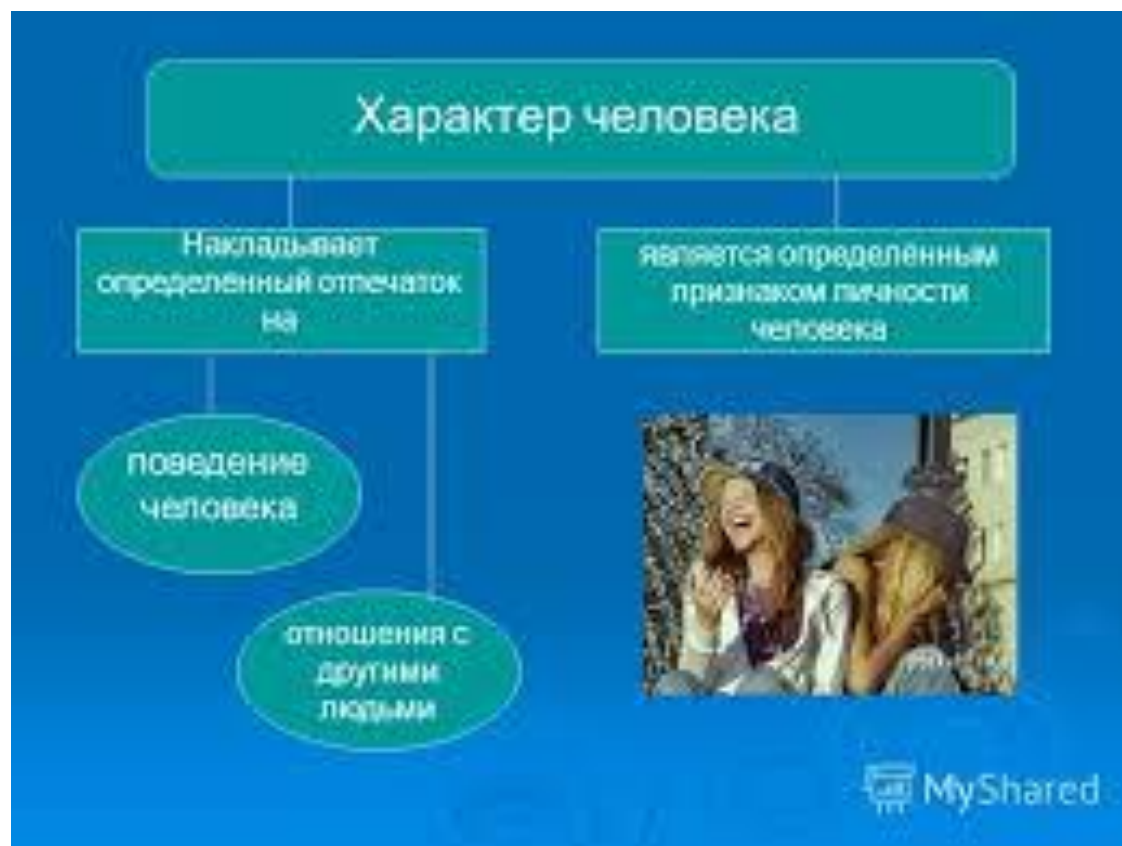 Характер человека
Накладывает
определённый отпечаток
на
является определённым
признаком личности
человека
поведение
человека
отношения с
другими
людьми
MyShared